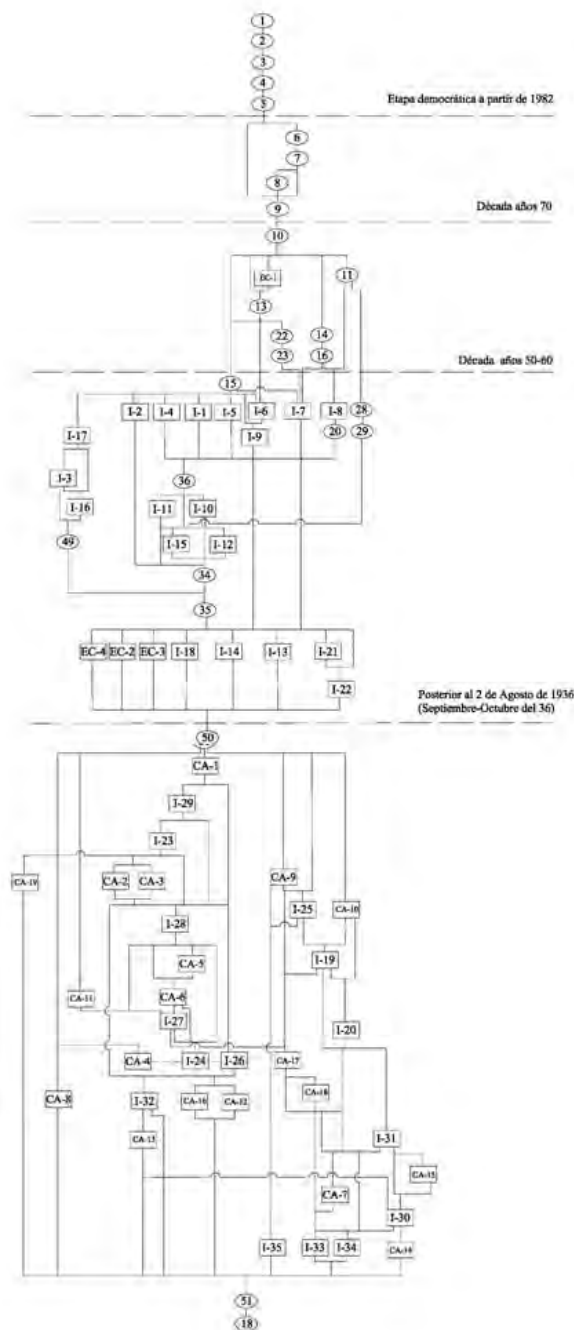 1
2
3
4
5
Etapa democrática a partir de 1982
6
7
8
9
Década años 70
10
EC-1
11
13
22
14
23
16
Década años 50-60
15
I-2
I-4
I-1
I-5
I-6
I-7
I-8
28
I-17
I-9
20
29
I-3
36
I-16
I-11
I-10
49
I-15
I-12
34
35
EC-4
EC-2
EC-3
I-18
I-14
I-13
I-21
I-22
Posterior al 2 de Agosto de 1936
(Septiembre-Octubre del 36)
50
CA-1
I-29
I-23
CA-19
CA-2
CA-3
CA-9
I-25
CA-10
I-28
CA-5
I-19
CA-11
CA-6
I-27
I-20
CA-4
I-24
I-26
CA-17
CA-8
I-32
CA-16
CA-12
CA-18
CA-13
I-31
CA-15
CA-7
I-30
I-35
I-33
I-34
CA-14
51
18